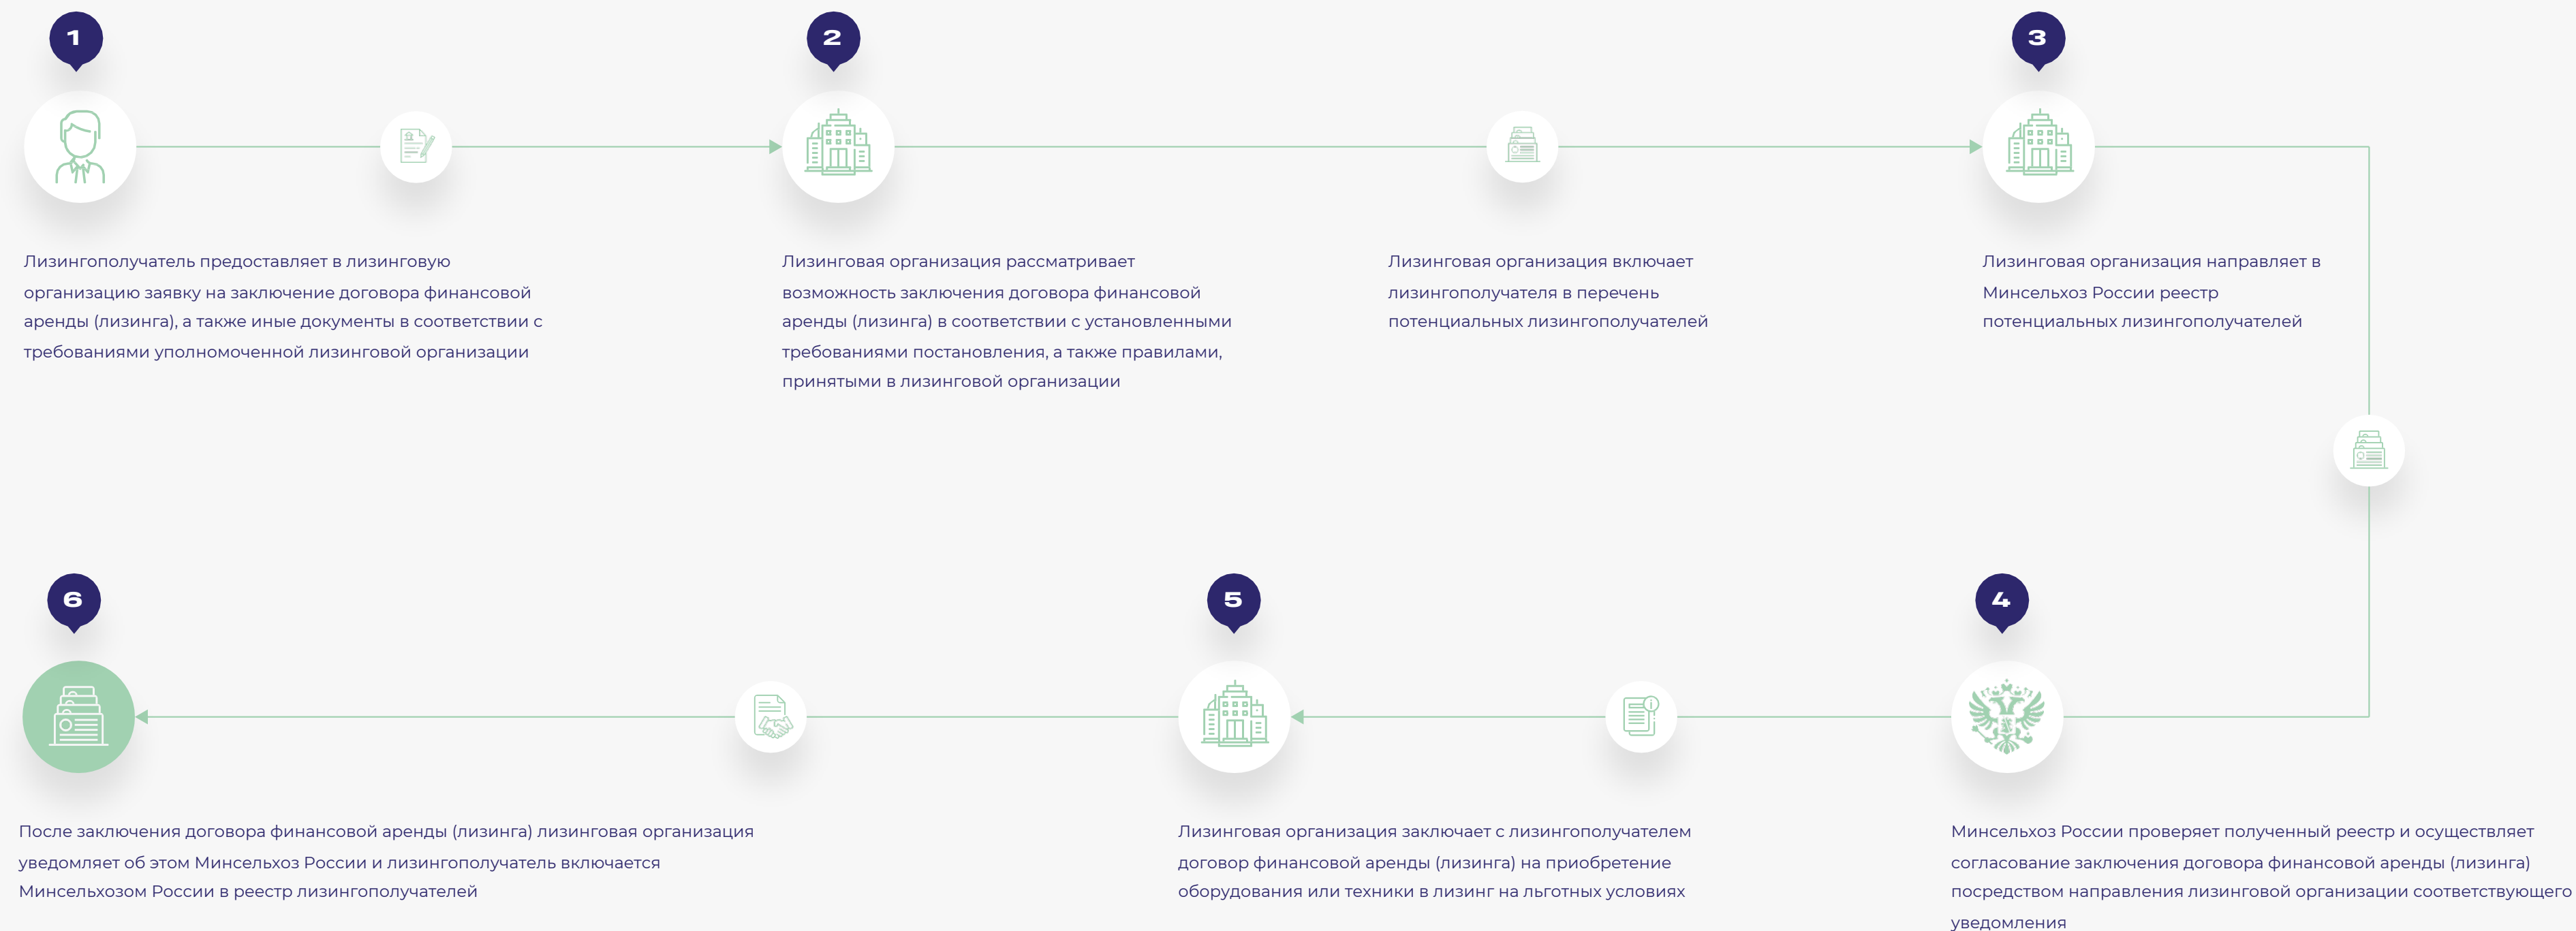 1
2
3
Лизингополучатель предоставляет в лизинговую
организацию заявку на заключение договора финансовой
аренды (лизинга), а также иные документы в соответствии с
требованиями уполномоченной лизинговой организации
Лизинговая организация рассматривает
возможность заключения договора финансовой
аренды (лизинга) в соответствии с установленными
требованиями постановления, а также правилами,
принятыми в лизинговой организации
Лизинговая организация включает
лизингополучателя в перечень
потенциальных лизингополучателей
Лизинговая организация направляет в
Минсельхоз России реестр
потенциальных лизингополучателей
6
5
4
После заключения договора финансовой аренды (лизинга) лизинговая организация
уведомляет об этом Минсельхоз России и лизингополучатель включается
Минсельхозом России в реестр лизингополучателей
Лизинговая организация заключает с лизингополучателем
договор финансовой аренды (лизинга) на приобретение
оборудования или техники в лизинг на льготных условиях
Минсельхоз России проверяет полученный реестр и осуществляет
согласование заключения договора финансовой аренды (лизинга)
посредством направления лизинговой организации соответствующего
уведомления